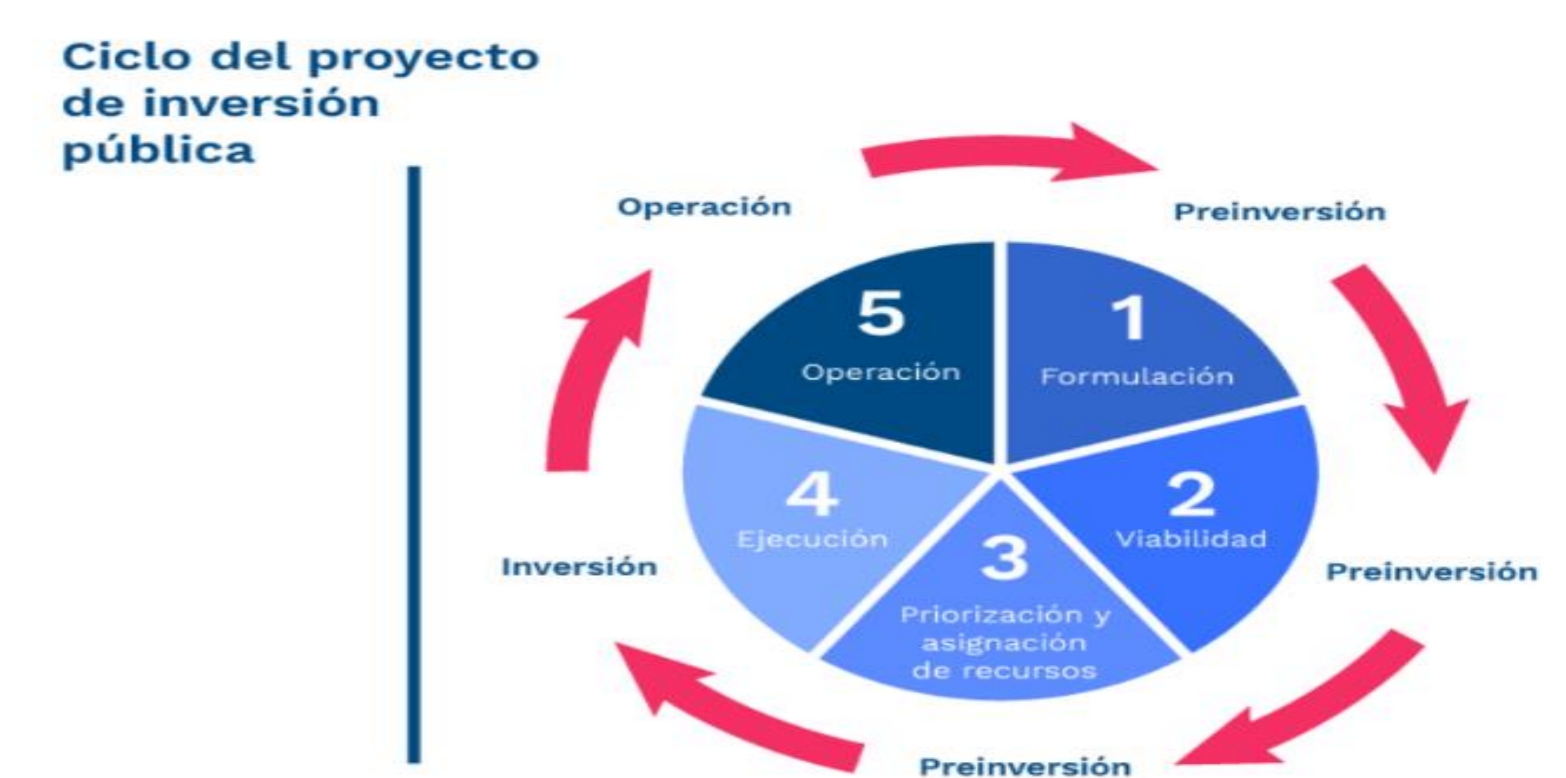 Ciclo del proyecto
de inversión
pública
Operación
Preinversión
5
Operación
1
Formulación
4
Ejecución
2
Viabilidad
3
Priorización y
asignación
de recursos
Inversión
Preinversión
Preinversión